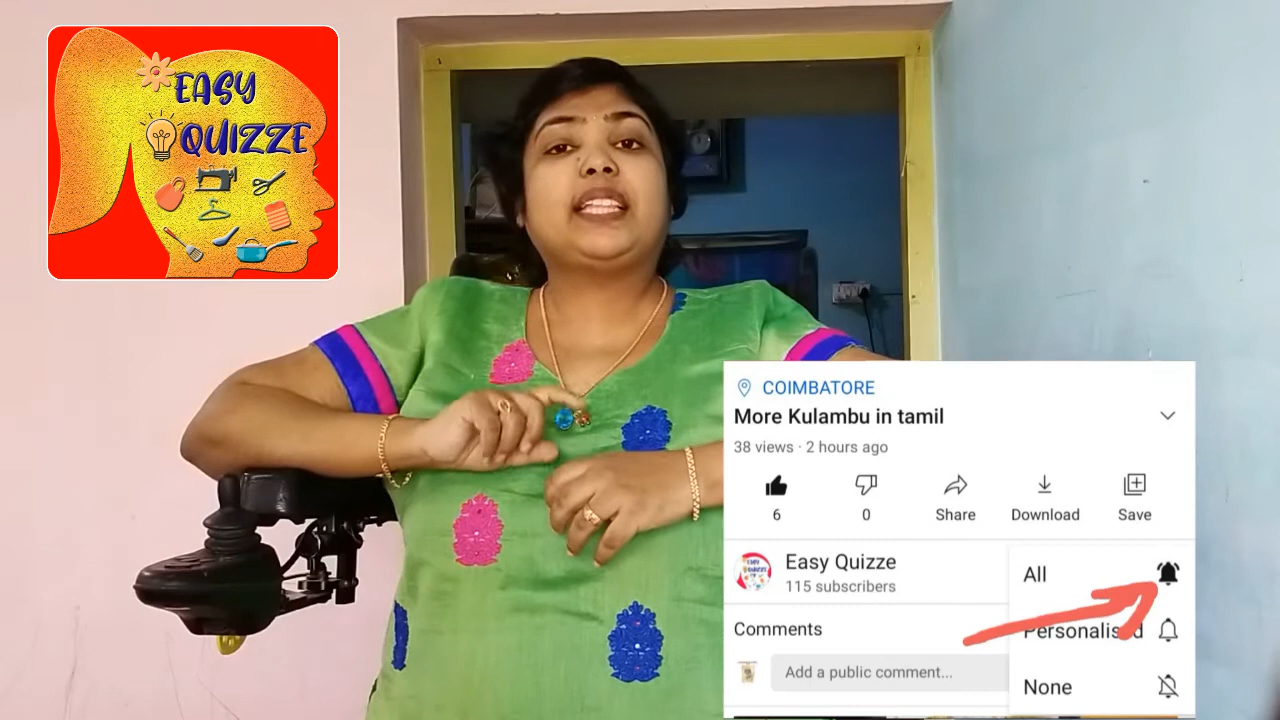 EASY
QUIZZE
COIMBATORE
More Kulambu in tamil
38 views · 2 hours ago
6
0
Share
Download
Save
Easy Quizze
115 subscribers
All
Personalised
None
Comments
Add a public comment...